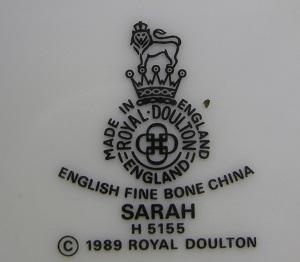 MADE IN ENGLAND
ROYAL·DOULTON
ENGLAND
ENGLISH FINE BONE CHINA
SARAH
H 5155
© 1989 ROYAL DOULTON